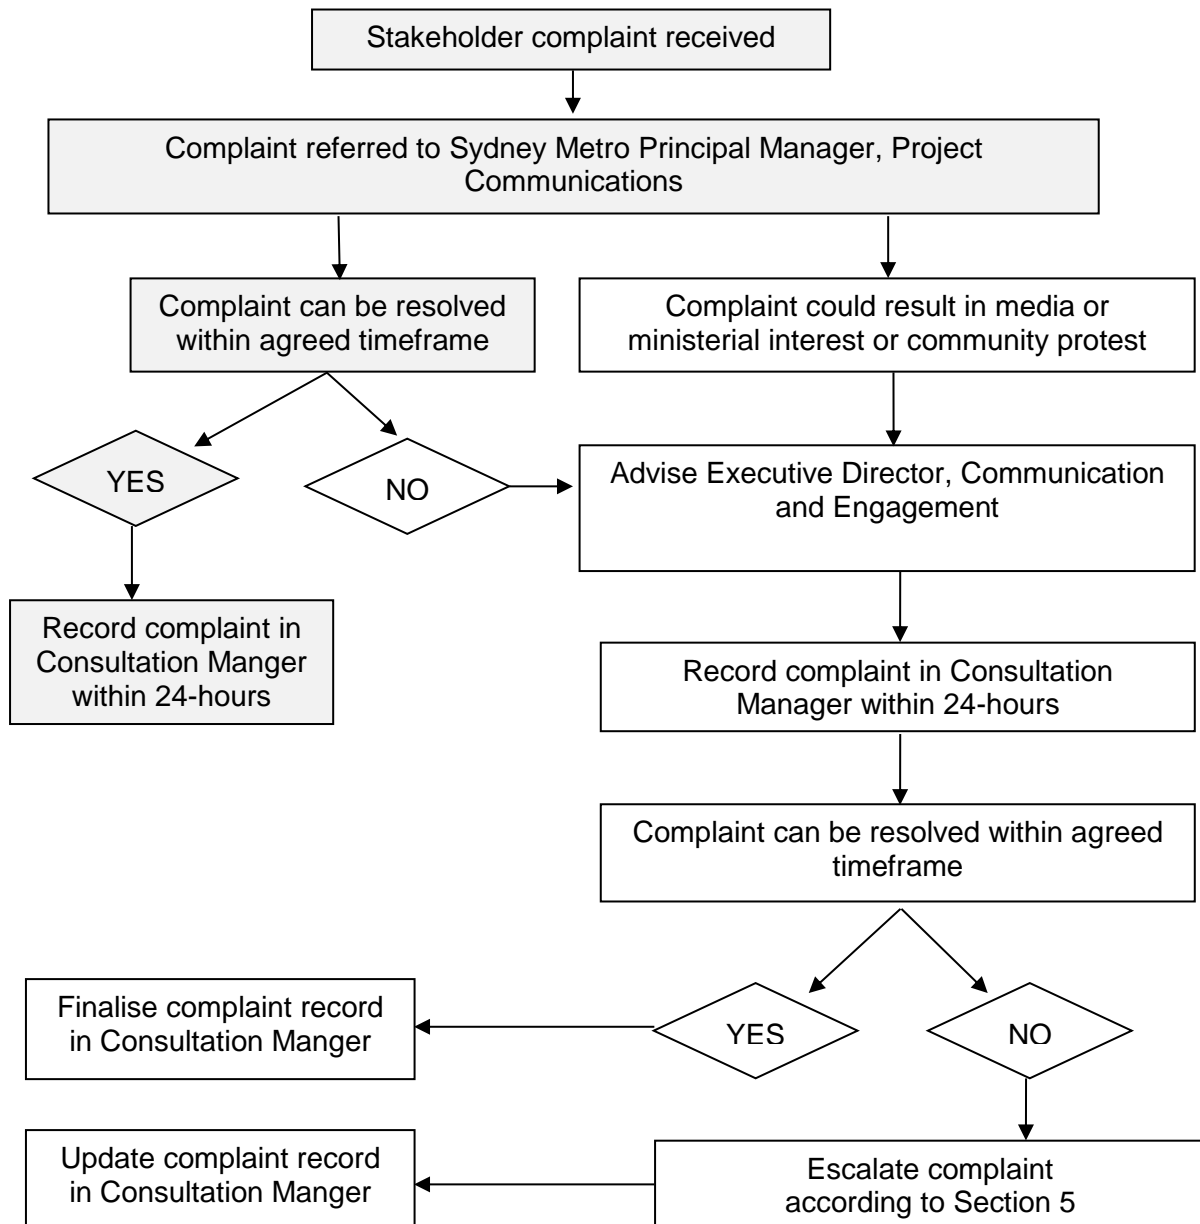 Stakeholder complaint received
Complaint referred to Sydney Metro Principal Manager, Project
Communications
Complaint can be resolved
within agreed timeframe
Complaint could result in media or
ministerial interest or community protest
YES
NO
Advise Executive Director, Communication
and Engagement
Record complaint in
Consultation Manger
within 24-hours
Record complaint in Consultation
Manager within 24-hours
Complaint can be resolved within agreed
timeframe
Finalise complaint record
in Consultation Manger
YES
NO
Update complaint record
in Consultation Manger
Escalate complaint
according to Section 5